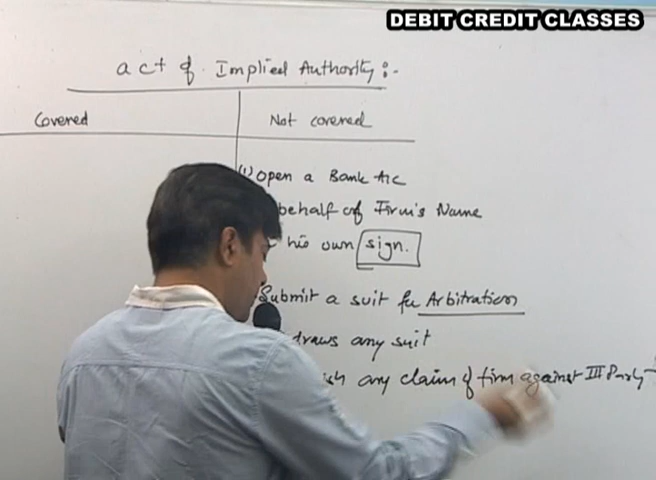 DEBIT CREDIT CLASSES
act of Implied Authority :-
Covered Not covered
(1) Open a Bank A/c
behalf of Firm's Name
his own sign.
Submit a suit for Arbitration
draws any suit
ish any claim of firm against III Party